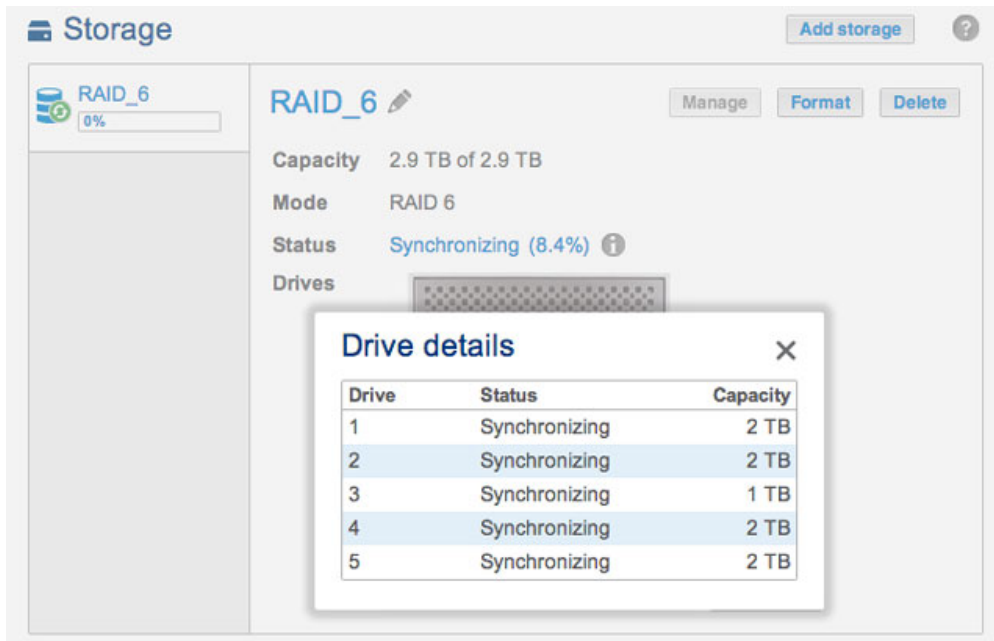 Storage
Add storage
?
RAID_6
0%
RAID_6
Manage
Format
Delete
Capacity 2.9 TB of 2.9 TB
Mode RAID 6
Status Synchronizing (8.4%) i
Drives
Drive details
Drive Status Capacity
1 Synchronizing 2 TB
2 Synchronizing 2 TB
3 Synchronizing 1 TB
4 Synchronizing 2 TB
5 Synchronizing 2 TB